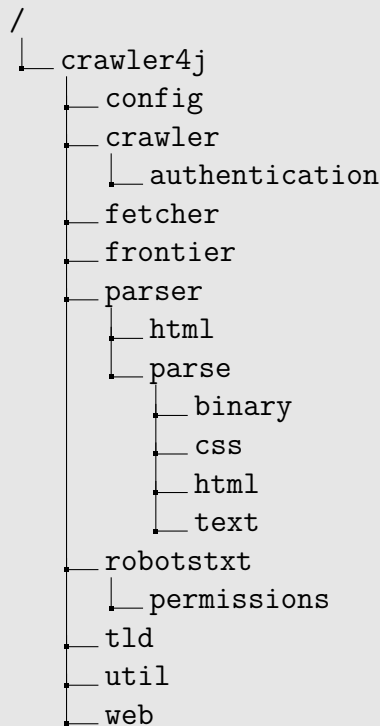 /
crawler4j
config
crawler
authentication
fetcher
frontier
parser
html
parse
binary
css
html
text
robotstxt
permissions
tld
util
web